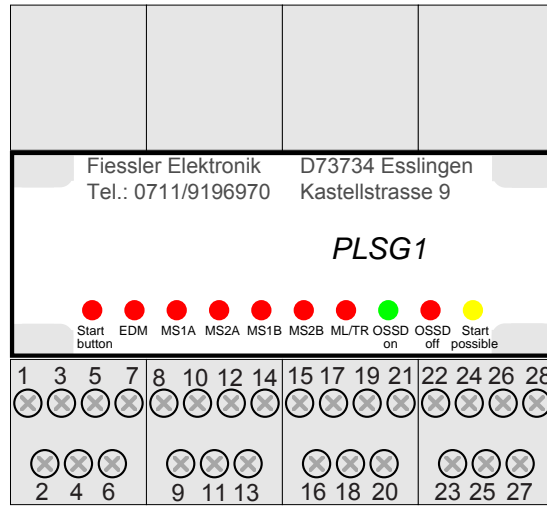 Fiessler Elektronik D73734 Esslingen
Tel.: 0711/9196970 Kastellstrasse 9
PLSG1
Start button EDM MS1A MS2A MS1B MS2B ML/TR OSSD on OSSD off Start possible
1 3 5 7 8 10 12 14 15 17 19 21 22 24 26 28
2 4 6 9 11 13 16 18 20 23 25 27